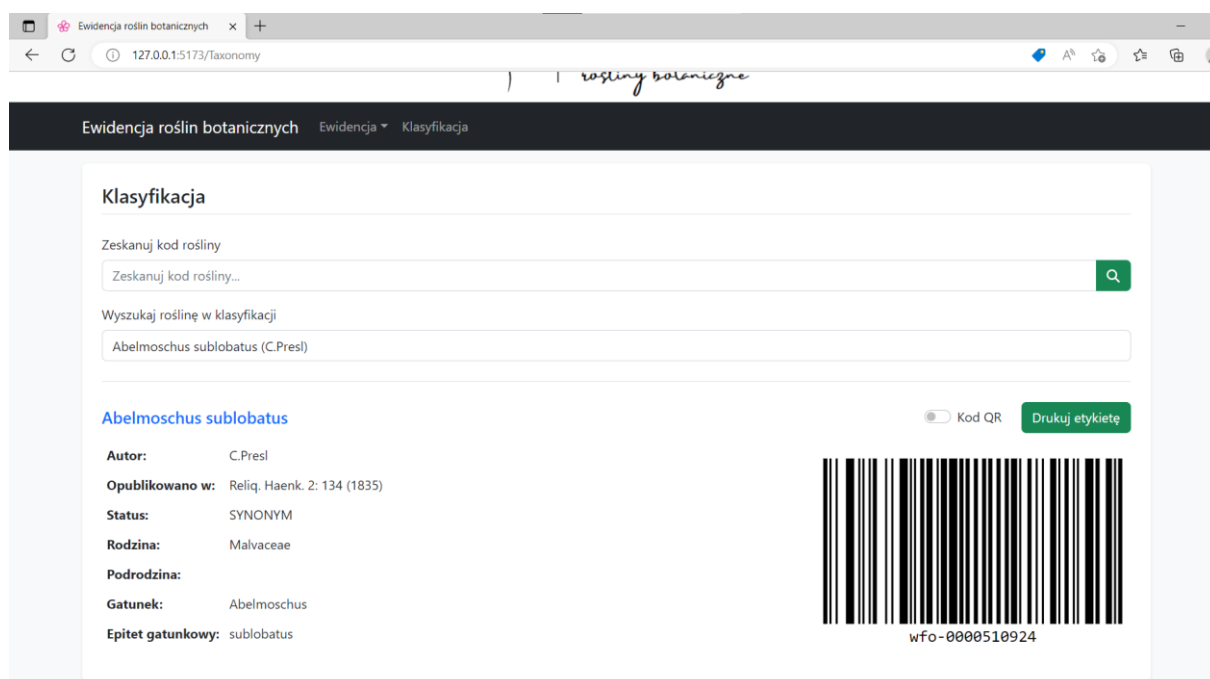 Ewidencja roślin botanicznych
127.0.0.1:5173/Taxonomy
rośliny botaniczne
Ewidencja roślin botanicznych Ewidencja Klasyfikacja
Klasyfikacja
Zeskanuj kod rośliny
Zeskanuj kod rośliny...
Wyszukaj roślinę w klasyfikacji
Abelmoschus sublobatus (C.Presl)
Abelmoschus sublobatus Kod QR Drukuj etykietę
Autor: C.Presl
Opublikowano w: Reliq. Haenk. 2: 134 (1835)
Status: SYNONYM
Rodzina: Malvaceae
Podrodzina:
Gatunek: Abelmoschus
Epitet gatunkowy: sublobatus
wfo-0000510924